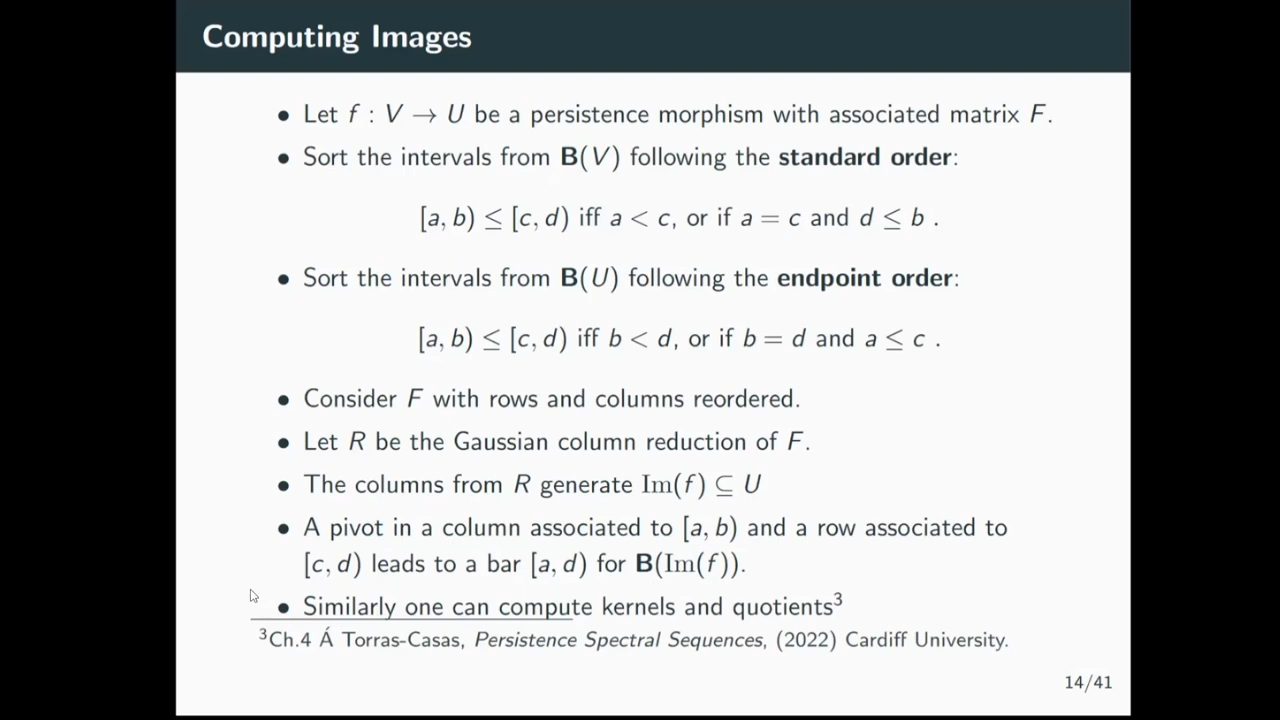 Computing Images
• Let f : V → U be a persistence morphism with associated matrix F.
• Sort the intervals from B(V) following the standard order:
[a, b) ≤ [c, d) iff a < c, or if a = c and d ≤ b .
• Sort the intervals from B(U) following the endpoint order:
[a, b) ≤ [c, d) iff b < d, or if b = d and a ≤ c .
• Consider F with rows and columns reordered.
• Let R be the Gaussian column reduction of F.
• The columns from R generate Im(f) ⊆ U
• A pivot in a column associated to [a, b) and a row associated to
[c, d) leads to a bar [a, d) for B(Im(f)).
• Similarly one can compute kernels and quotients³
³Ch.4 Á Torras-Casas, Persistence Spectral Sequences, (2022) Cardiff University.
14/41